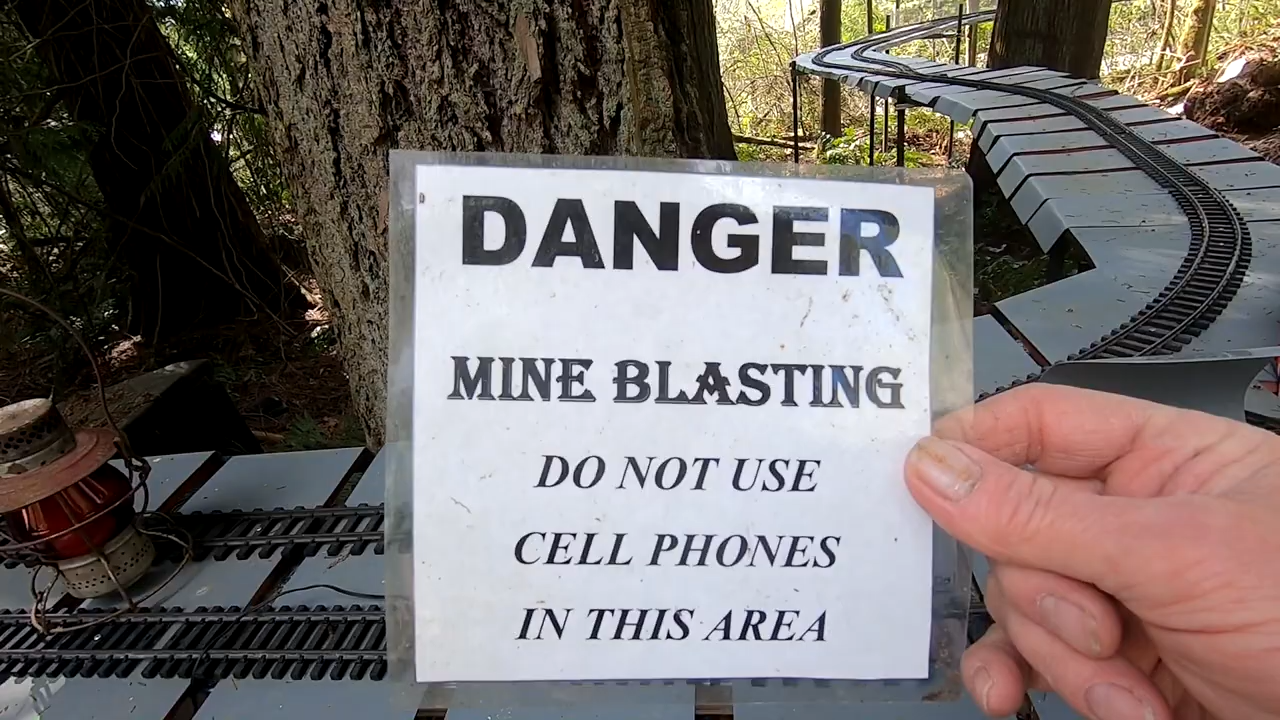 DANGER
MINE BLASTING
DO NOT USE
CELL PHONES
IN THIS AREA